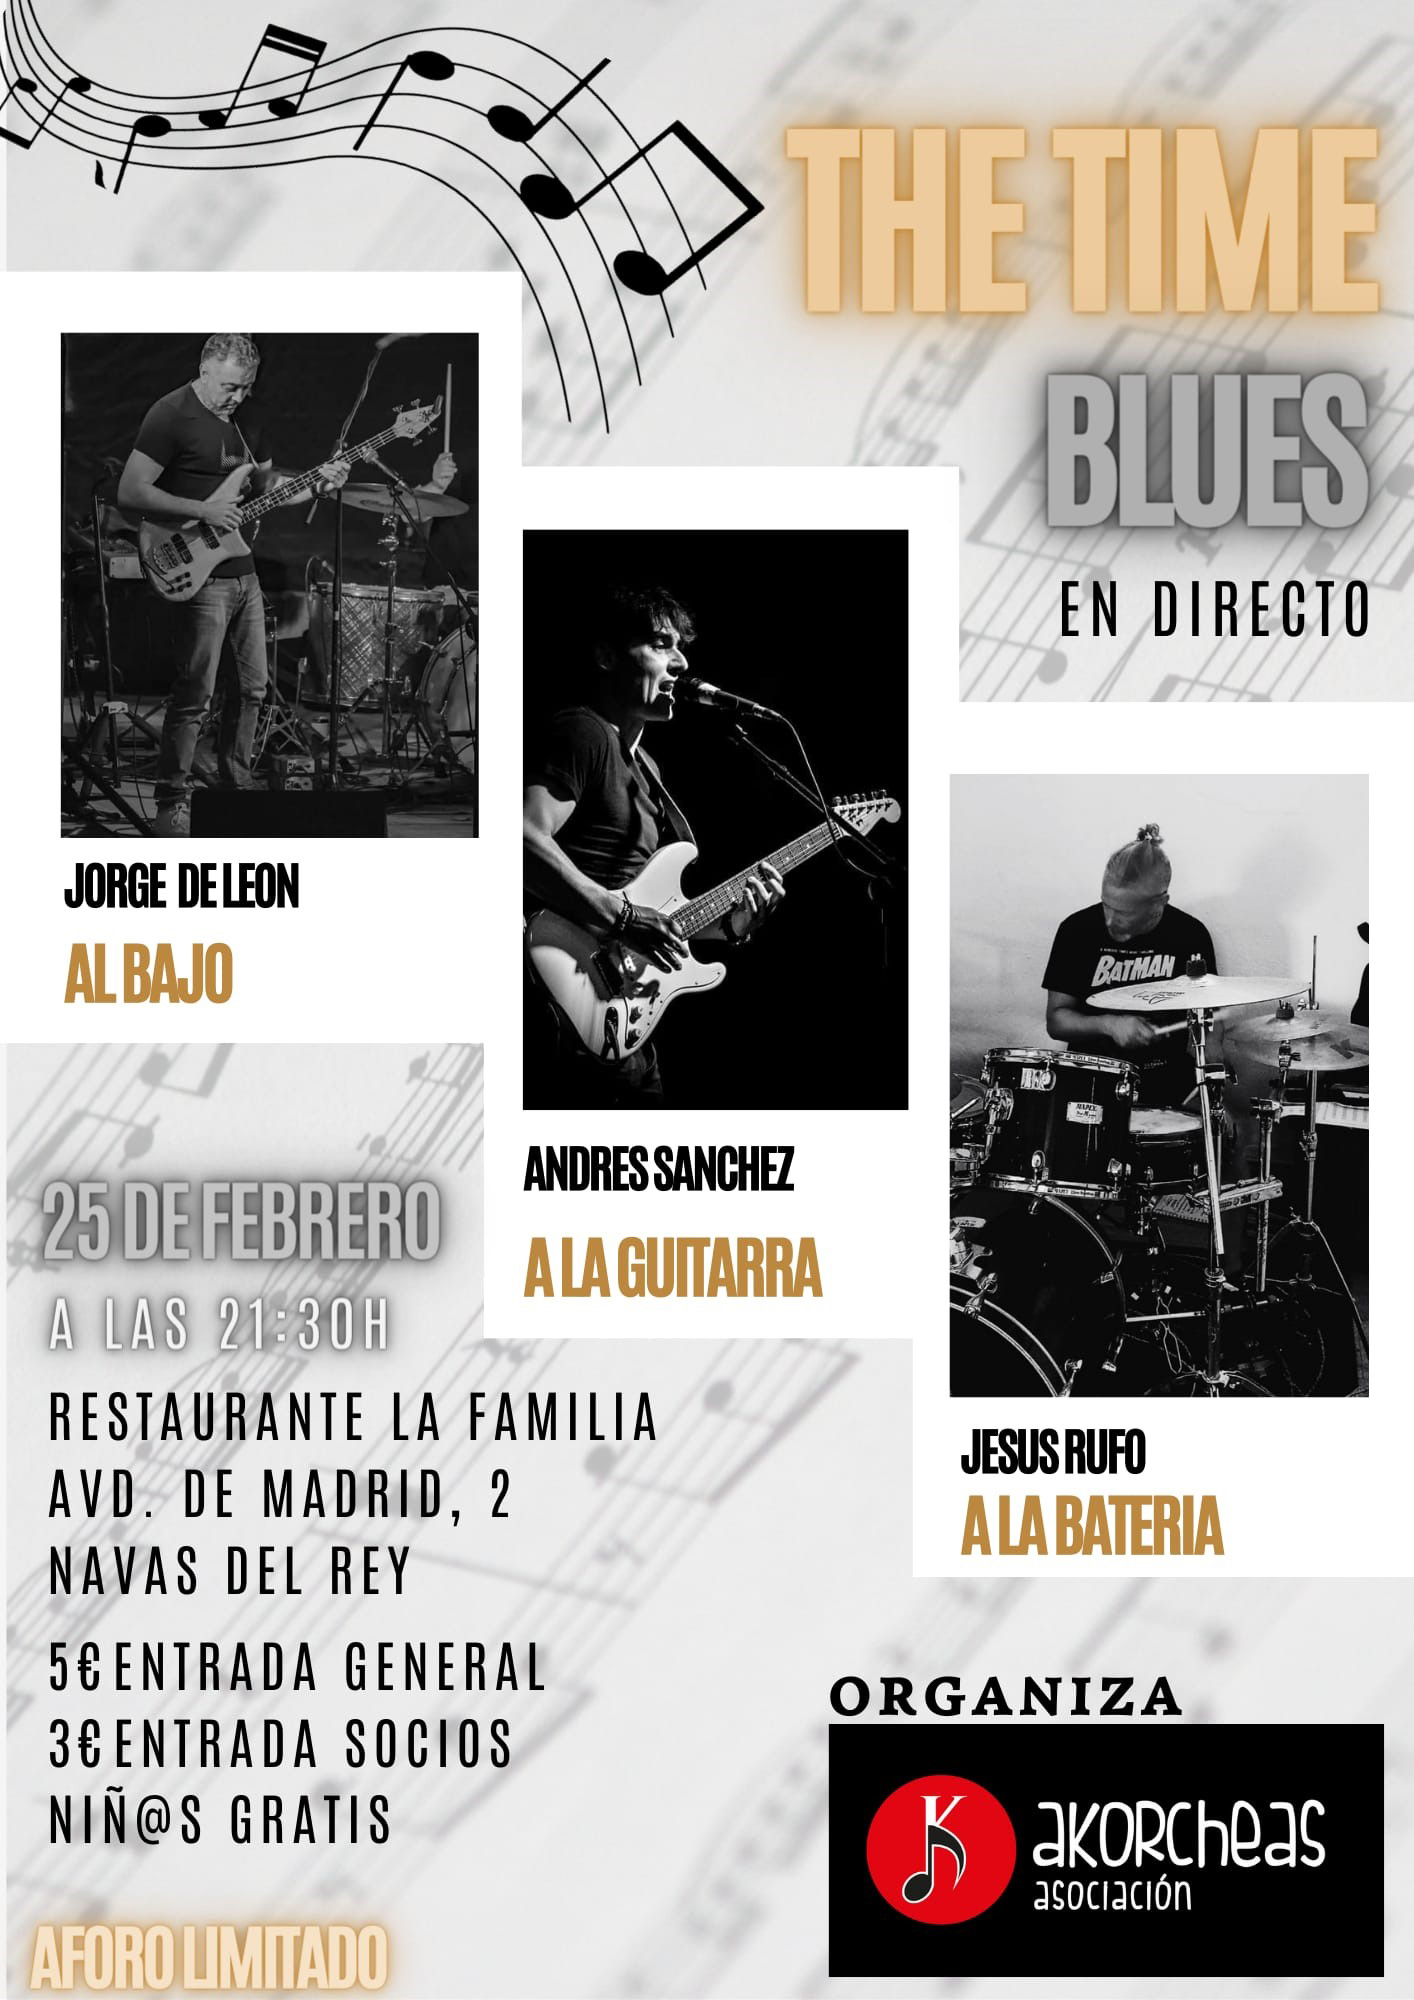 THE TIME
BLUES
EN DIRECTO
JORGE DE LEON
AL BAJO
BATMAN
ANDRES SANCHEZ
A LA GUITARRA
JESUS RUFO
A LA BATERIA
25 DE FEBRERO
A LAS 21:30H
RESTAURANTE LA FAMILIA
AVD. DE MADRID, 2
NAVAS DEL REY
5€ ENTRADA GENERAL
3€ ENTRADA SOCIOS
NIÑ@S GRATIS
AFORO LIMITADO
ORGANIZA
K
aKORCheas
asociación